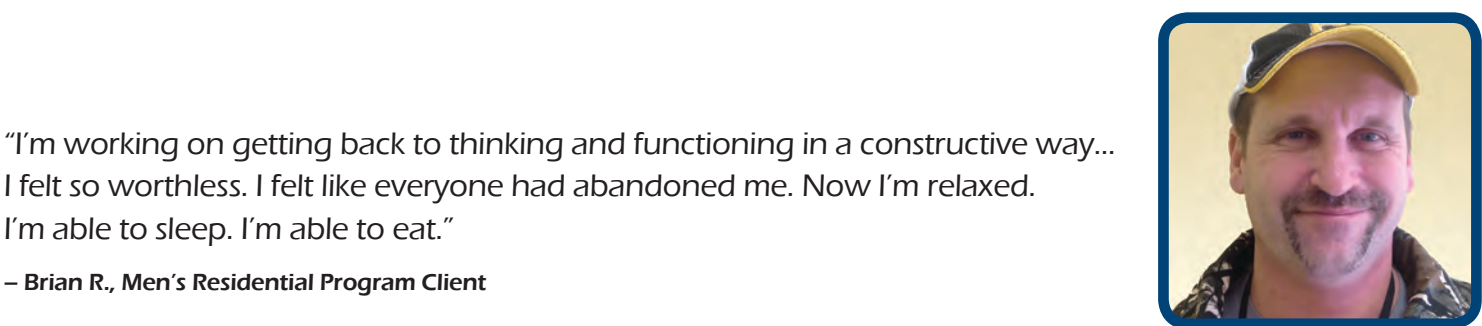 “I’m working on getting back to thinking and functioning in a constructive way...
I felt so worthless. I felt like everyone had abandoned me. Now I’m relaxed.
I’m able to sleep. I’m able to eat.”
– Brian R., Men’s Residential Program Client